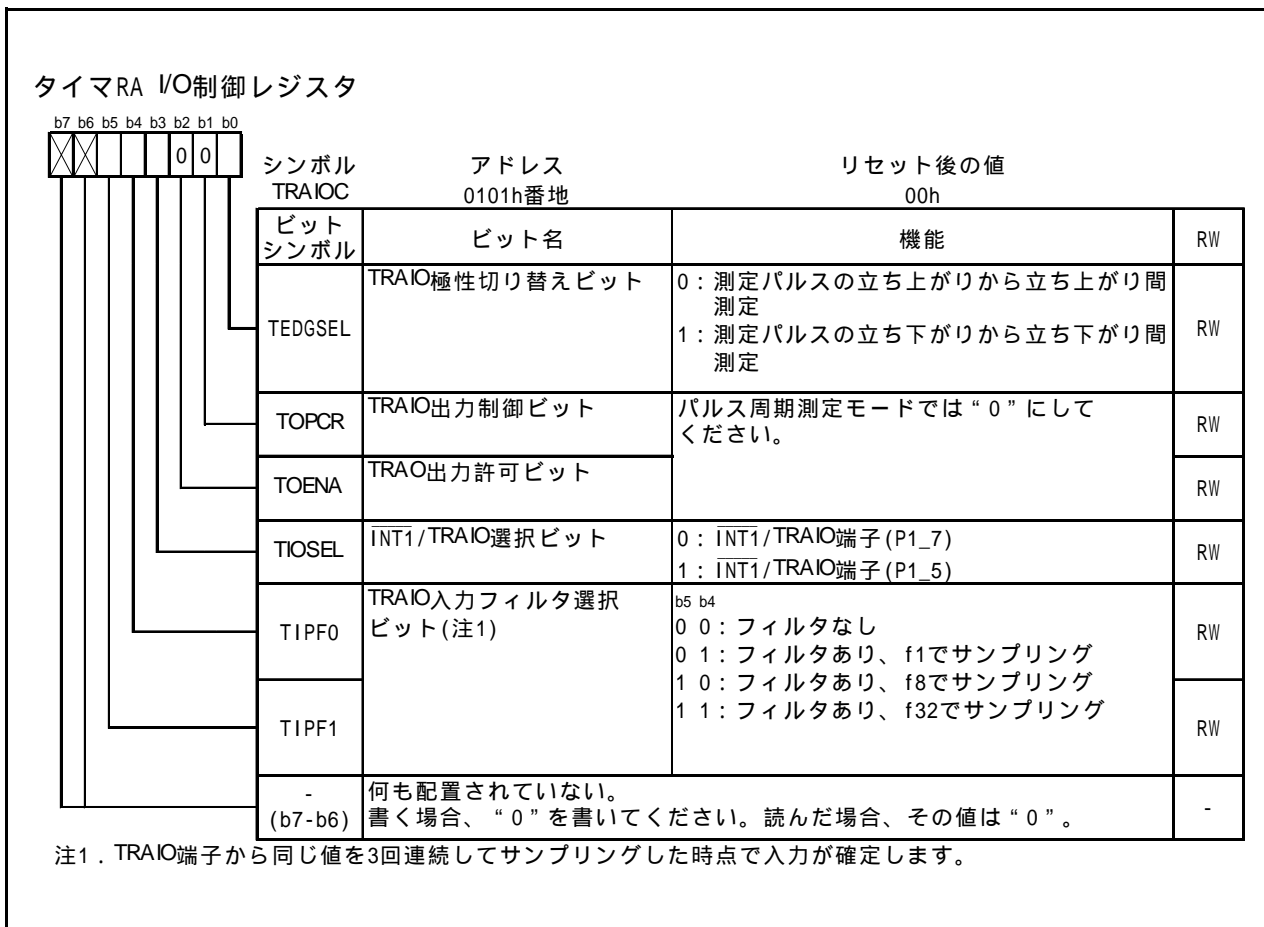 タイマRA I/O制御レジスタ
b7 b6 b5 b4 b3 b2 b1 b0
0 0
シンボル アドレス リセット後の値
TRAIOC 0101h番地 00h
ビット
シンボル ビット名 機能 RW
TEDGSEL TRAIO極性切り替えビット 0：測定パルスの立ち上がりから立ち上がり間
測定
1：測定パルスの立ち下がりから立ち下がり間
測定 RW
TOPCR TRAIO出力制御ビット パルス周期測定モードでは“0”にして
ください。 RW
TOENA TRAO出力許可ビット RW
TIOSEL INT1/TRAIO選択ビット 0：INT1/TRAIO端子(P1_7)
1：INT1/TRAIO端子(P1_5) RW
TIPF0 TRAIO入力フィルタ選択
ビット(注1) b5 b4
0 0：フィルタなし
0 1：フィルタあり、f1でサンプリング RW
1 0：フィルタあり、f8でサンプリング
TIPF1 1 1：フィルタあり、f32でサンプリング RW
-
(b7-b6) 何も配置されていない。
書く場合、“0”を書いてください。読んだ場合、その値は“0”。 -
注1．TRAIO端子から同じ値を3回連続してサンプリングした時点で入力が確定します。